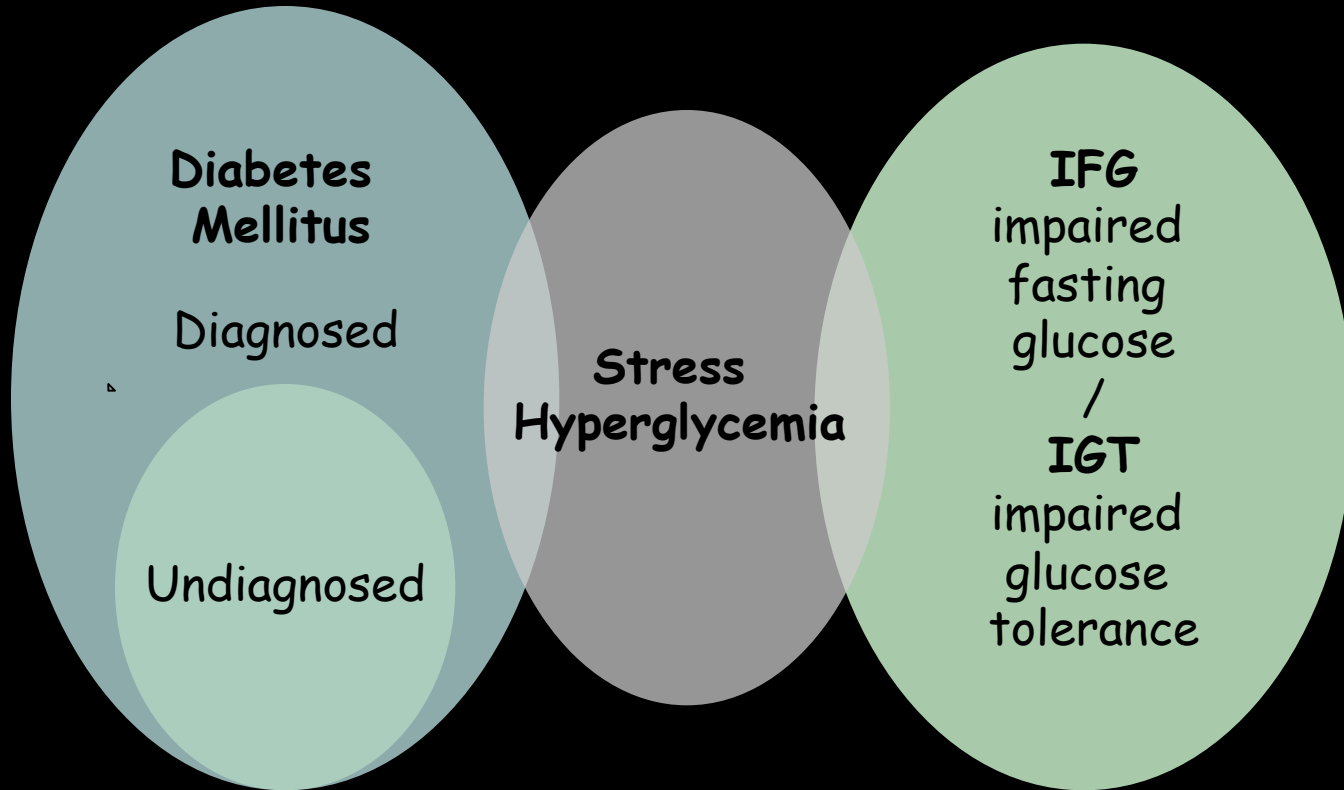 Diabetes
Mellitus
Diagnosed
Undiagnosed
Stress
Hyperglycemia
IFG
impaired
fasting
glucose
/
IGT
impaired
glucose
tolerance